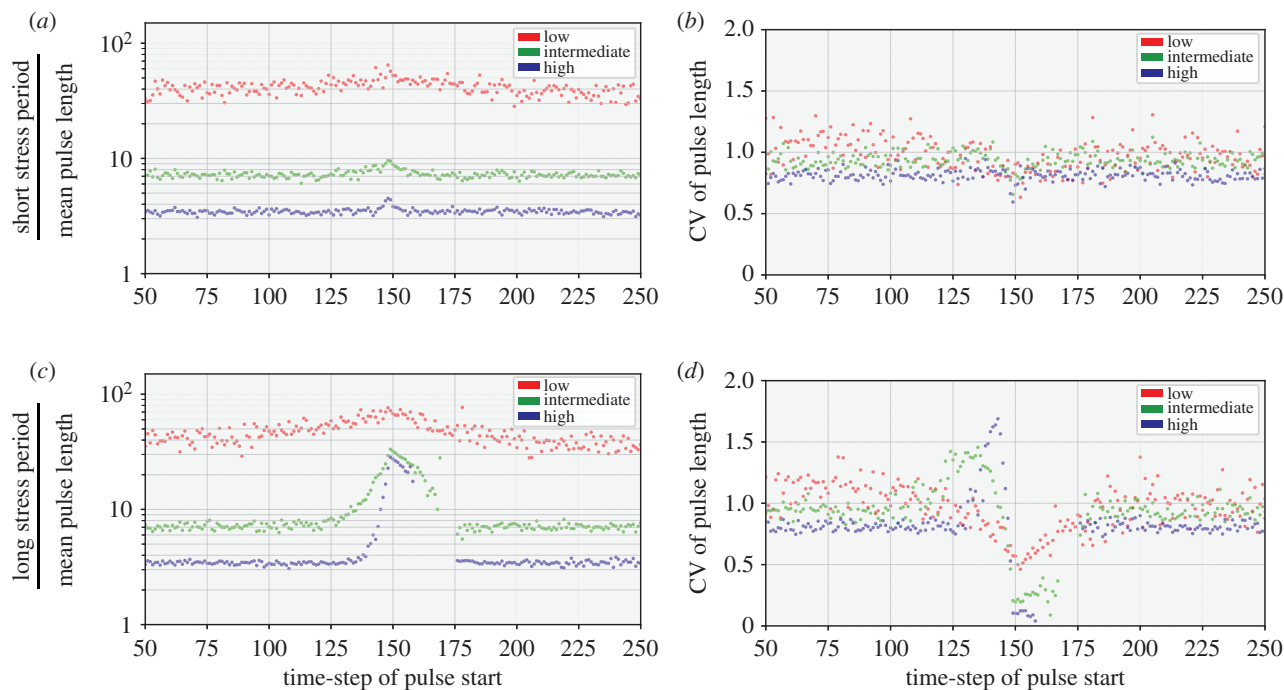 (a)
short stress period
mean pulse length
10²
10
1
low
intermediate
high
50 75 100 125 150 175 200 225 250
(b)
CV of pulse length
2.0
1.5
1.0
0.5
0
low
intermediate
high
50 75 100 125 150 175 200 225 250
(c)
long stress period
mean pulse length
10²
10
1
low
intermediate
high
50 75 100 125 150 175 200 225 250
time-step of pulse start
(d)
CV of pulse length
2.0
1.5
1.0
0.5
0
low
intermediate
high
50 75 100 125 150 175 200 225 250
time-step of pulse start